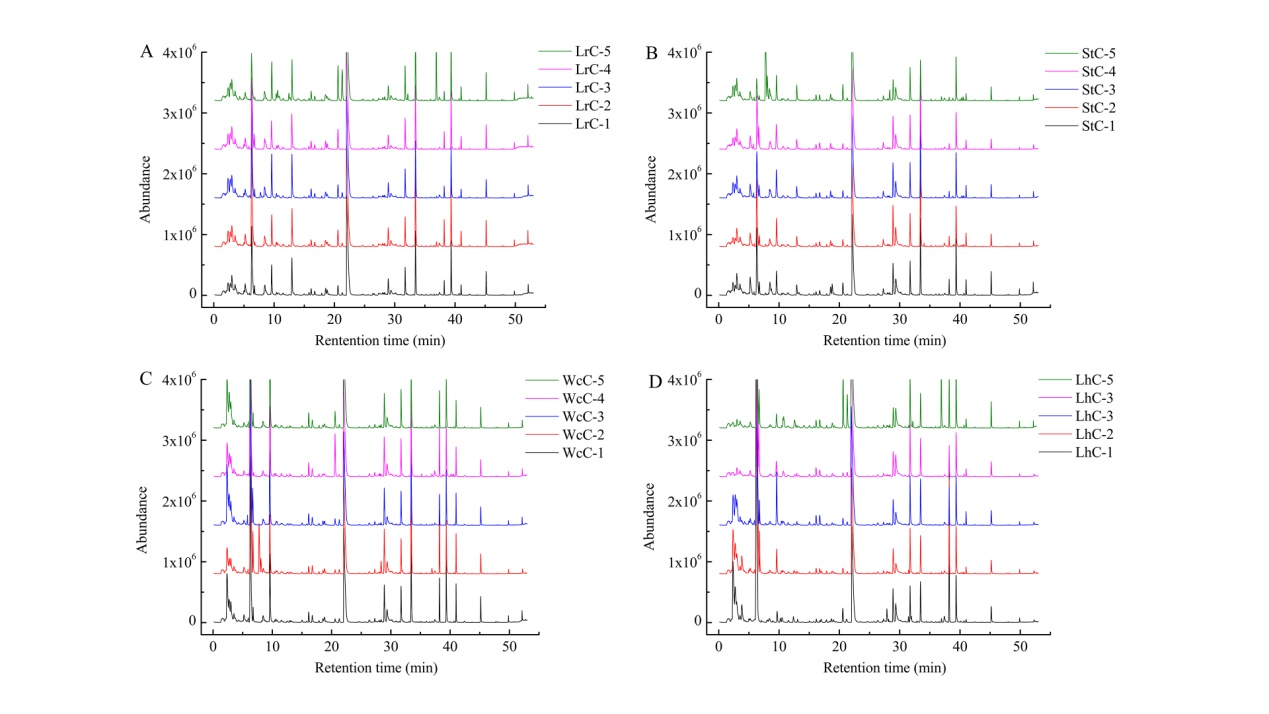 A
4x10⁶
3x10⁶
2x10⁶
1x10⁶
0
Abundance
0 10 20 30 40 50
Rentention time (min)
LrC-5
LrC-4
LrC-3
LrC-2
LrC-1
B
4x10⁶
3x10⁶
2x10⁶
1x10⁶
0
Abundance
0 10 20 30 40 50
Retention time (min)
StC-5
StC-4
StC-3
StC-2
StC-1
C
4x10⁶
3x10⁶
2x10⁶
1x10⁶
0
Abundance
0 10 20 30 40 50
Retention time (min)
WcC-5
WcC-4
WcC-3
WcC-2
WcC-1
D
4x10⁶
3x10⁶
2x10⁶
1x10⁶
0
Abundance
0 10 20 30 40 50
Retention time (min)
LhC-5
LhC-3
LhC-3
LhC-2
LhC-1